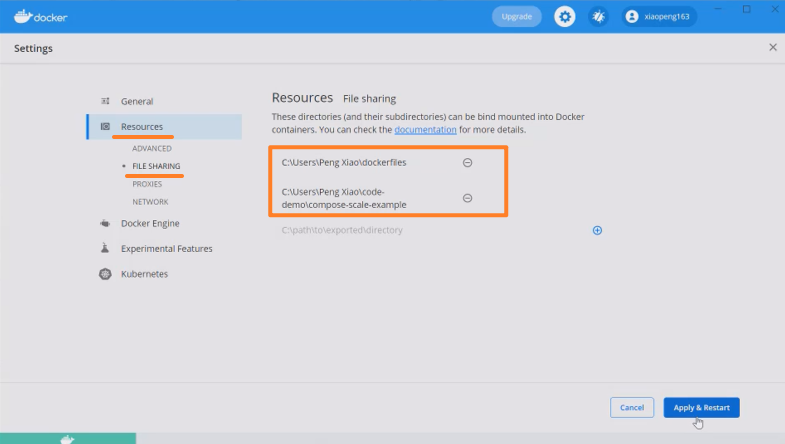 docker
Upgrade
xiaopeng163
Settings
General
Resources
ADVANCED
FILE SHARING
PROXIES
NETWORK
Docker Engine
Experimental Features
Kubernetes
Resources File sharing
These directories (and their subdirectories) can be bind mounted into Docker
containers. You can check the documentation for more details.
C:\Users\Peng Xiao\dockerfiles
C:\Users\Peng Xiao\code-
demo\compose-scale-example
C:\path\to\exported\directory
Cancel
Apply & Restart